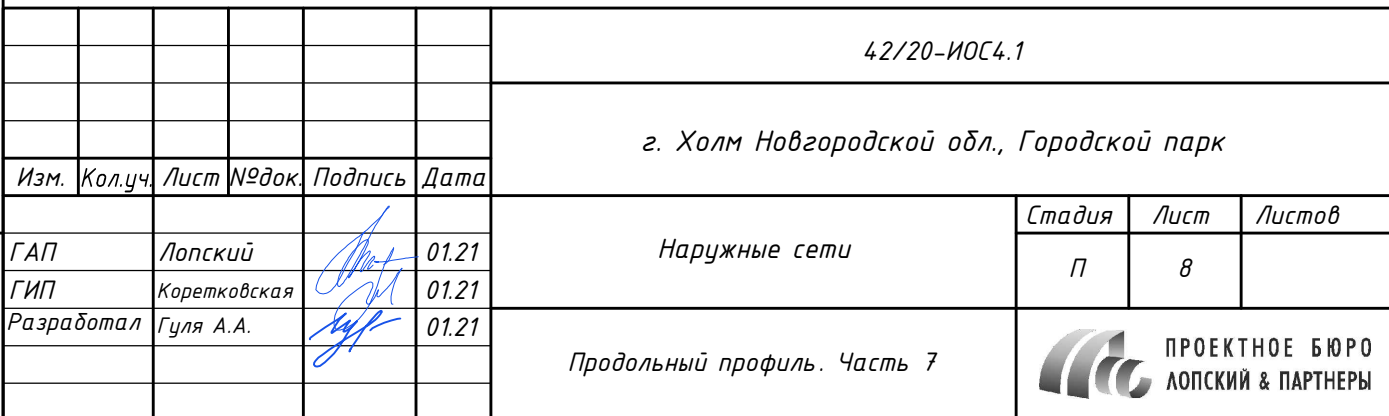 42/20-ИОС4.1
г. Холм Новгородской обл., Городской парк
Изм. Кол.уч. Лист №док. Подпись Дата
Стадия Лист Листов
ГАП Лопский 01.21
Наружные сети
П 8
ГИП Коретковская 01.21
Разработал Гуля А.А. 01.21
Продольный профиль. Часть 7
ПРОЕКТНОЕ БЮРО
ЛОПСКИЙ & ПАРТНЕРЫ